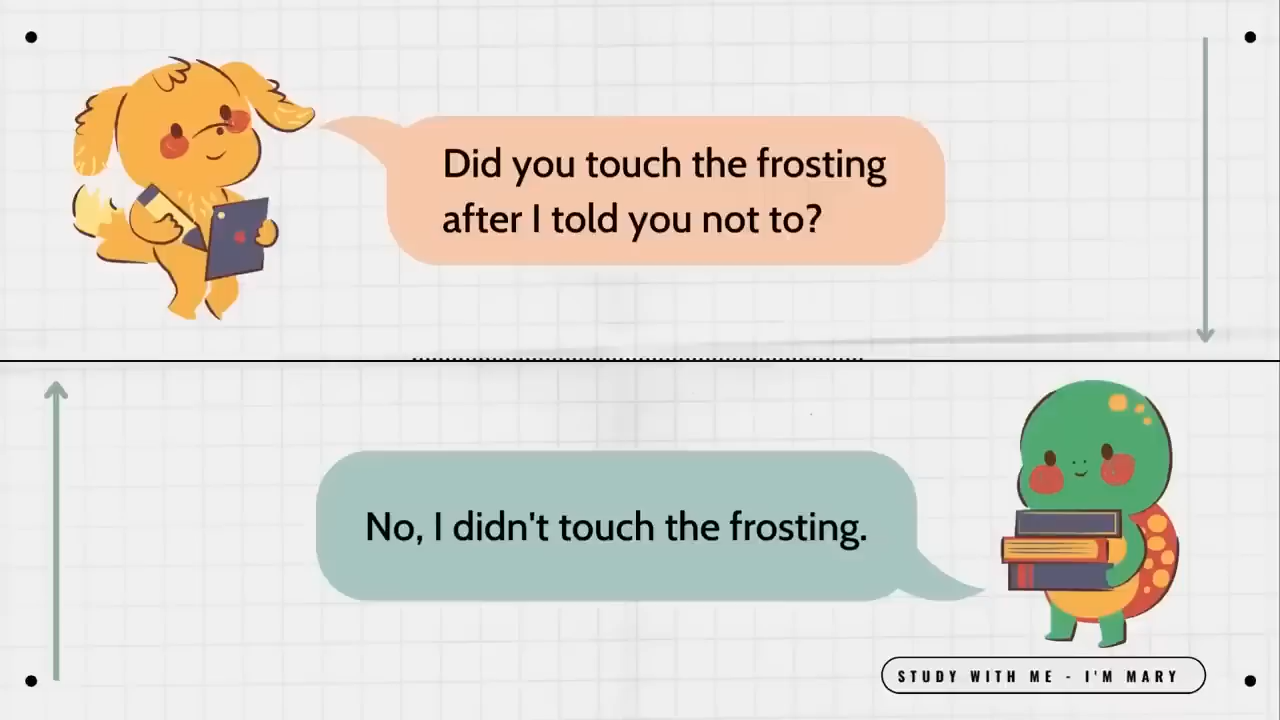 Did you touch the frosting
after I told you not to?
No, I didn't touch the frosting.
STUDY WITH ME - I'M MARY